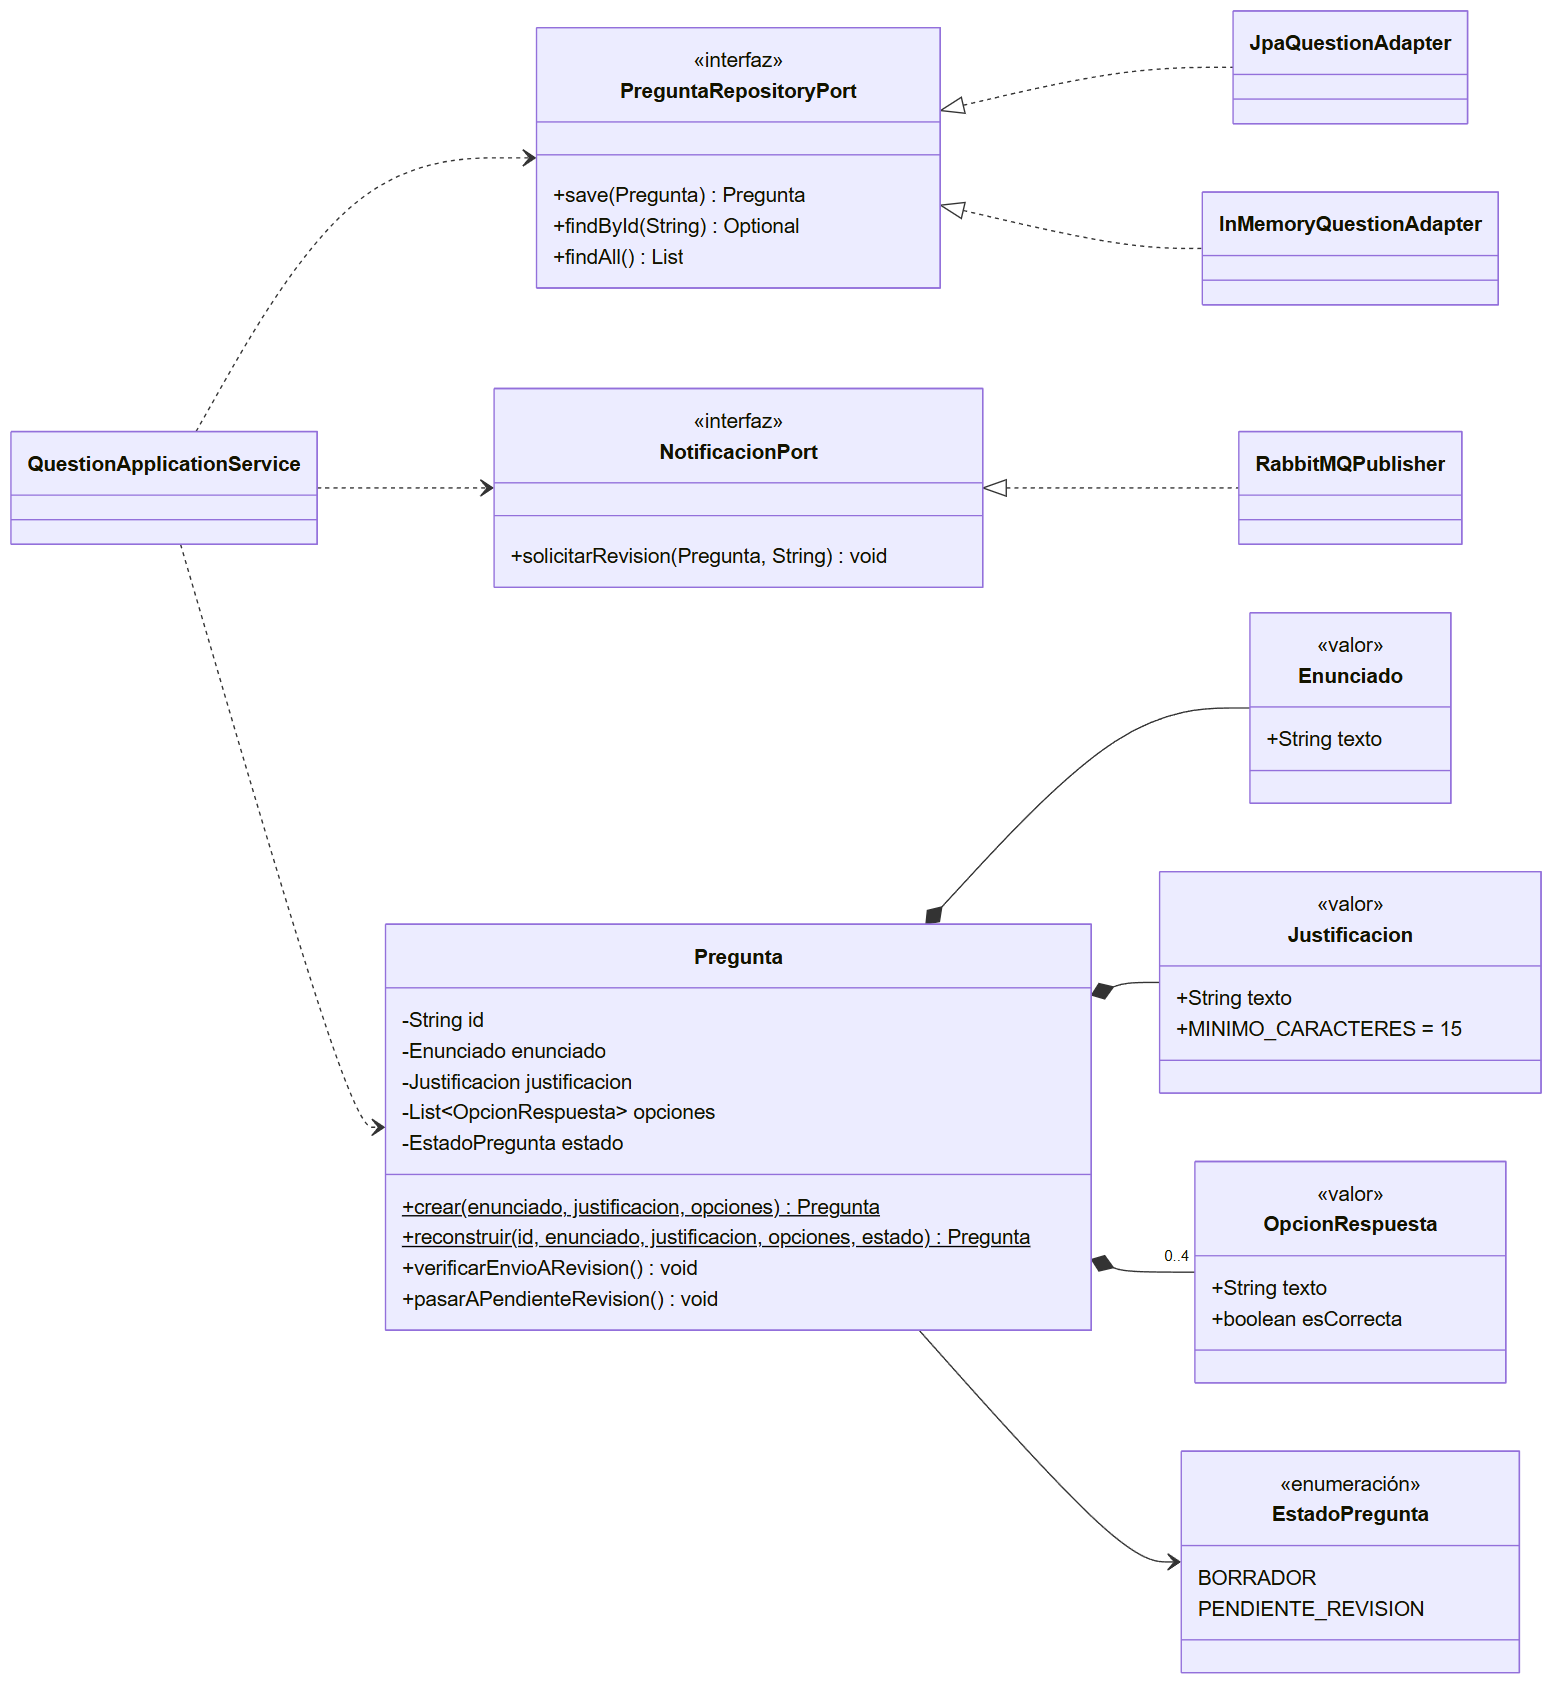 «interfaz»
PreguntaRepositoryPort
+save(Pregunta) : Pregunta
+findById(String) : Optional
+findAll() : List
JpaQuestionAdapter
InMemoryQuestionAdapter
QuestionApplicationService
«interfaz»
NotificacionPort
+solicitarRevision(Pregunta, String) : void
RabbitMQPublisher
«valor»
Enunciado
+String texto
Pregunta
-String id
-Enunciado enunciado
-Justificacion justificacion
-List<OpcionRespuesta> opciones
-EstadoPregunta estado
+crear(enunciado, justificacion, opciones) : Pregunta
+reconstruir(id, enunciado, justificacion, opciones, estado) : Pregunta
+verificarEnvioARevision() : void
+pasarAPendienteRevision() : void
«valor»
Justificacion
+String texto
+MINIMO_CARACTERES = 15
0..4
«valor»
OpcionRespuesta
+String texto
+boolean esCorrecta
«enumeración»
EstadoPregunta
BORRADOR
PENDIENTE_REVISION